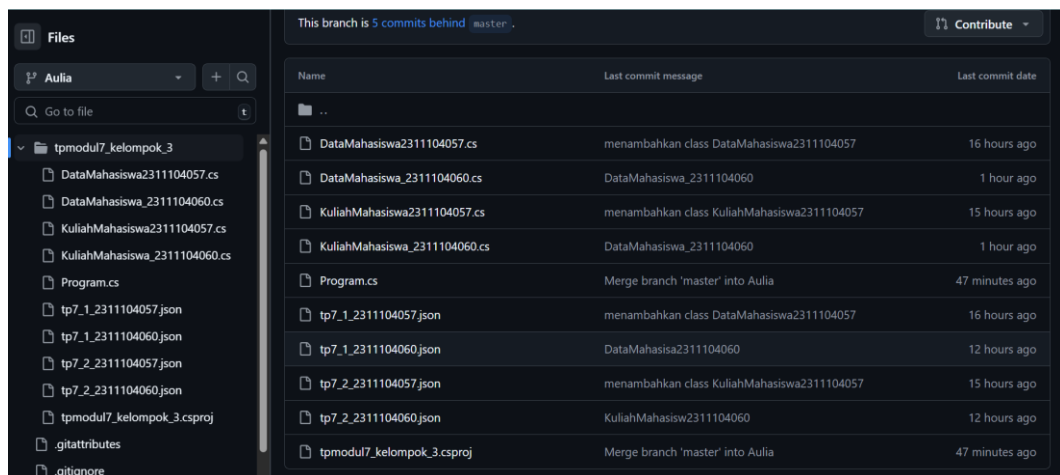 Files
Aulia
Go to file
t
tpmodul7_kelompok_3
DataMahasiswa2311104057.cs
DataMahasiswa_2311104060.cs
KuliahMahasiswa2311104057.cs
KuliahMahasiswa_2311104060.cs
Program.cs
tp7_1_2311104057.json
tp7_1_2311104060.json
tp7_2_2311104057.json
tp7_2_2311104060.json
tpmodul7_kelompok_3.csproj
.gitattributes
.gitignore
This branch is 5 commits behind master .
Contribute
Name Last commit message Last commit date
..
DataMahasiswa2311104057.cs menambahkan class DataMahasiswa2311104057 16 hours ago
DataMahasiswa_2311104060.cs DataMahasiswa_2311104060 1 hour ago
KuliahMahasiswa2311104057.cs menambahkan class KuliahMahasiswa2311104057 15 hours ago
KuliahMahasiswa_2311104060.cs DataMahasiswa_2311104060 1 hour ago
Program.cs Merge branch 'master' into Aulia 47 minutes ago
tp7_1_2311104057.json menambahkan class DataMahasiswa2311104057 16 hours ago
tp7_1_2311104060.json DataMahasisa2311104060 12 hours ago
tp7_2_2311104057.json menambahkan class KuliahMahasiswa2311104057 15 hours ago
tp7_2_2311104060.json KuliahMahasisw2311104060 12 hours ago
tpmodul7_kelompok_3.csproj Merge branch 'master' into Aulia 47 minutes ago